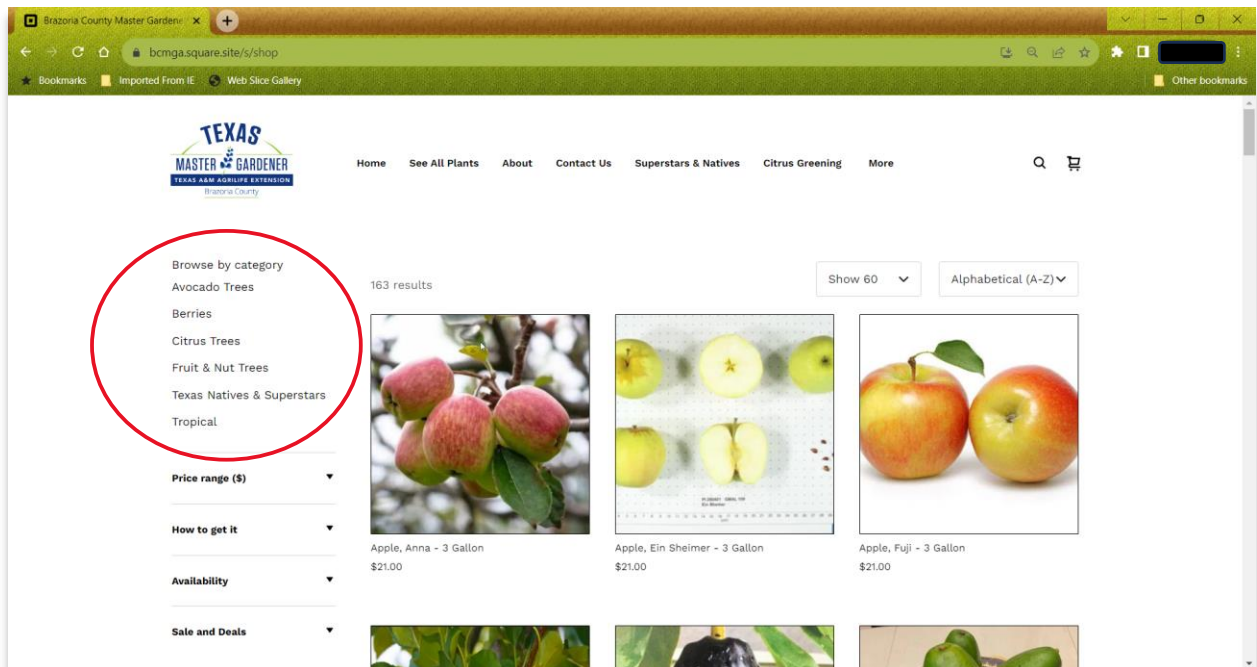 Brazoria County Master Gardene
bcmga.square.site/s/shop
Bookmarks Imported From IE Web Slice Gallery Other bookmarks
TEXAS
MASTER GARDENER
TEXAS A&M AGRILIFE EXTENSION
Brazoria County
Home See All Plants About Contact Us Superstars & Natives Citrus Greening More
Browse by category
Avocado Trees
Berries
Citrus Trees
Fruit & Nut Trees
Texas Natives & Superstars
Tropical
Price range ($)
How to get it
Availability
Sale and Deals
163 results
Show 60
Alphabetical (A-Z)
Apple, Anna - 3 Gallon
$21.00
Apple, Ein Sheimer - 3 Gallon
$21.00
Apple, Fuji - 3 Gallon
$21.00